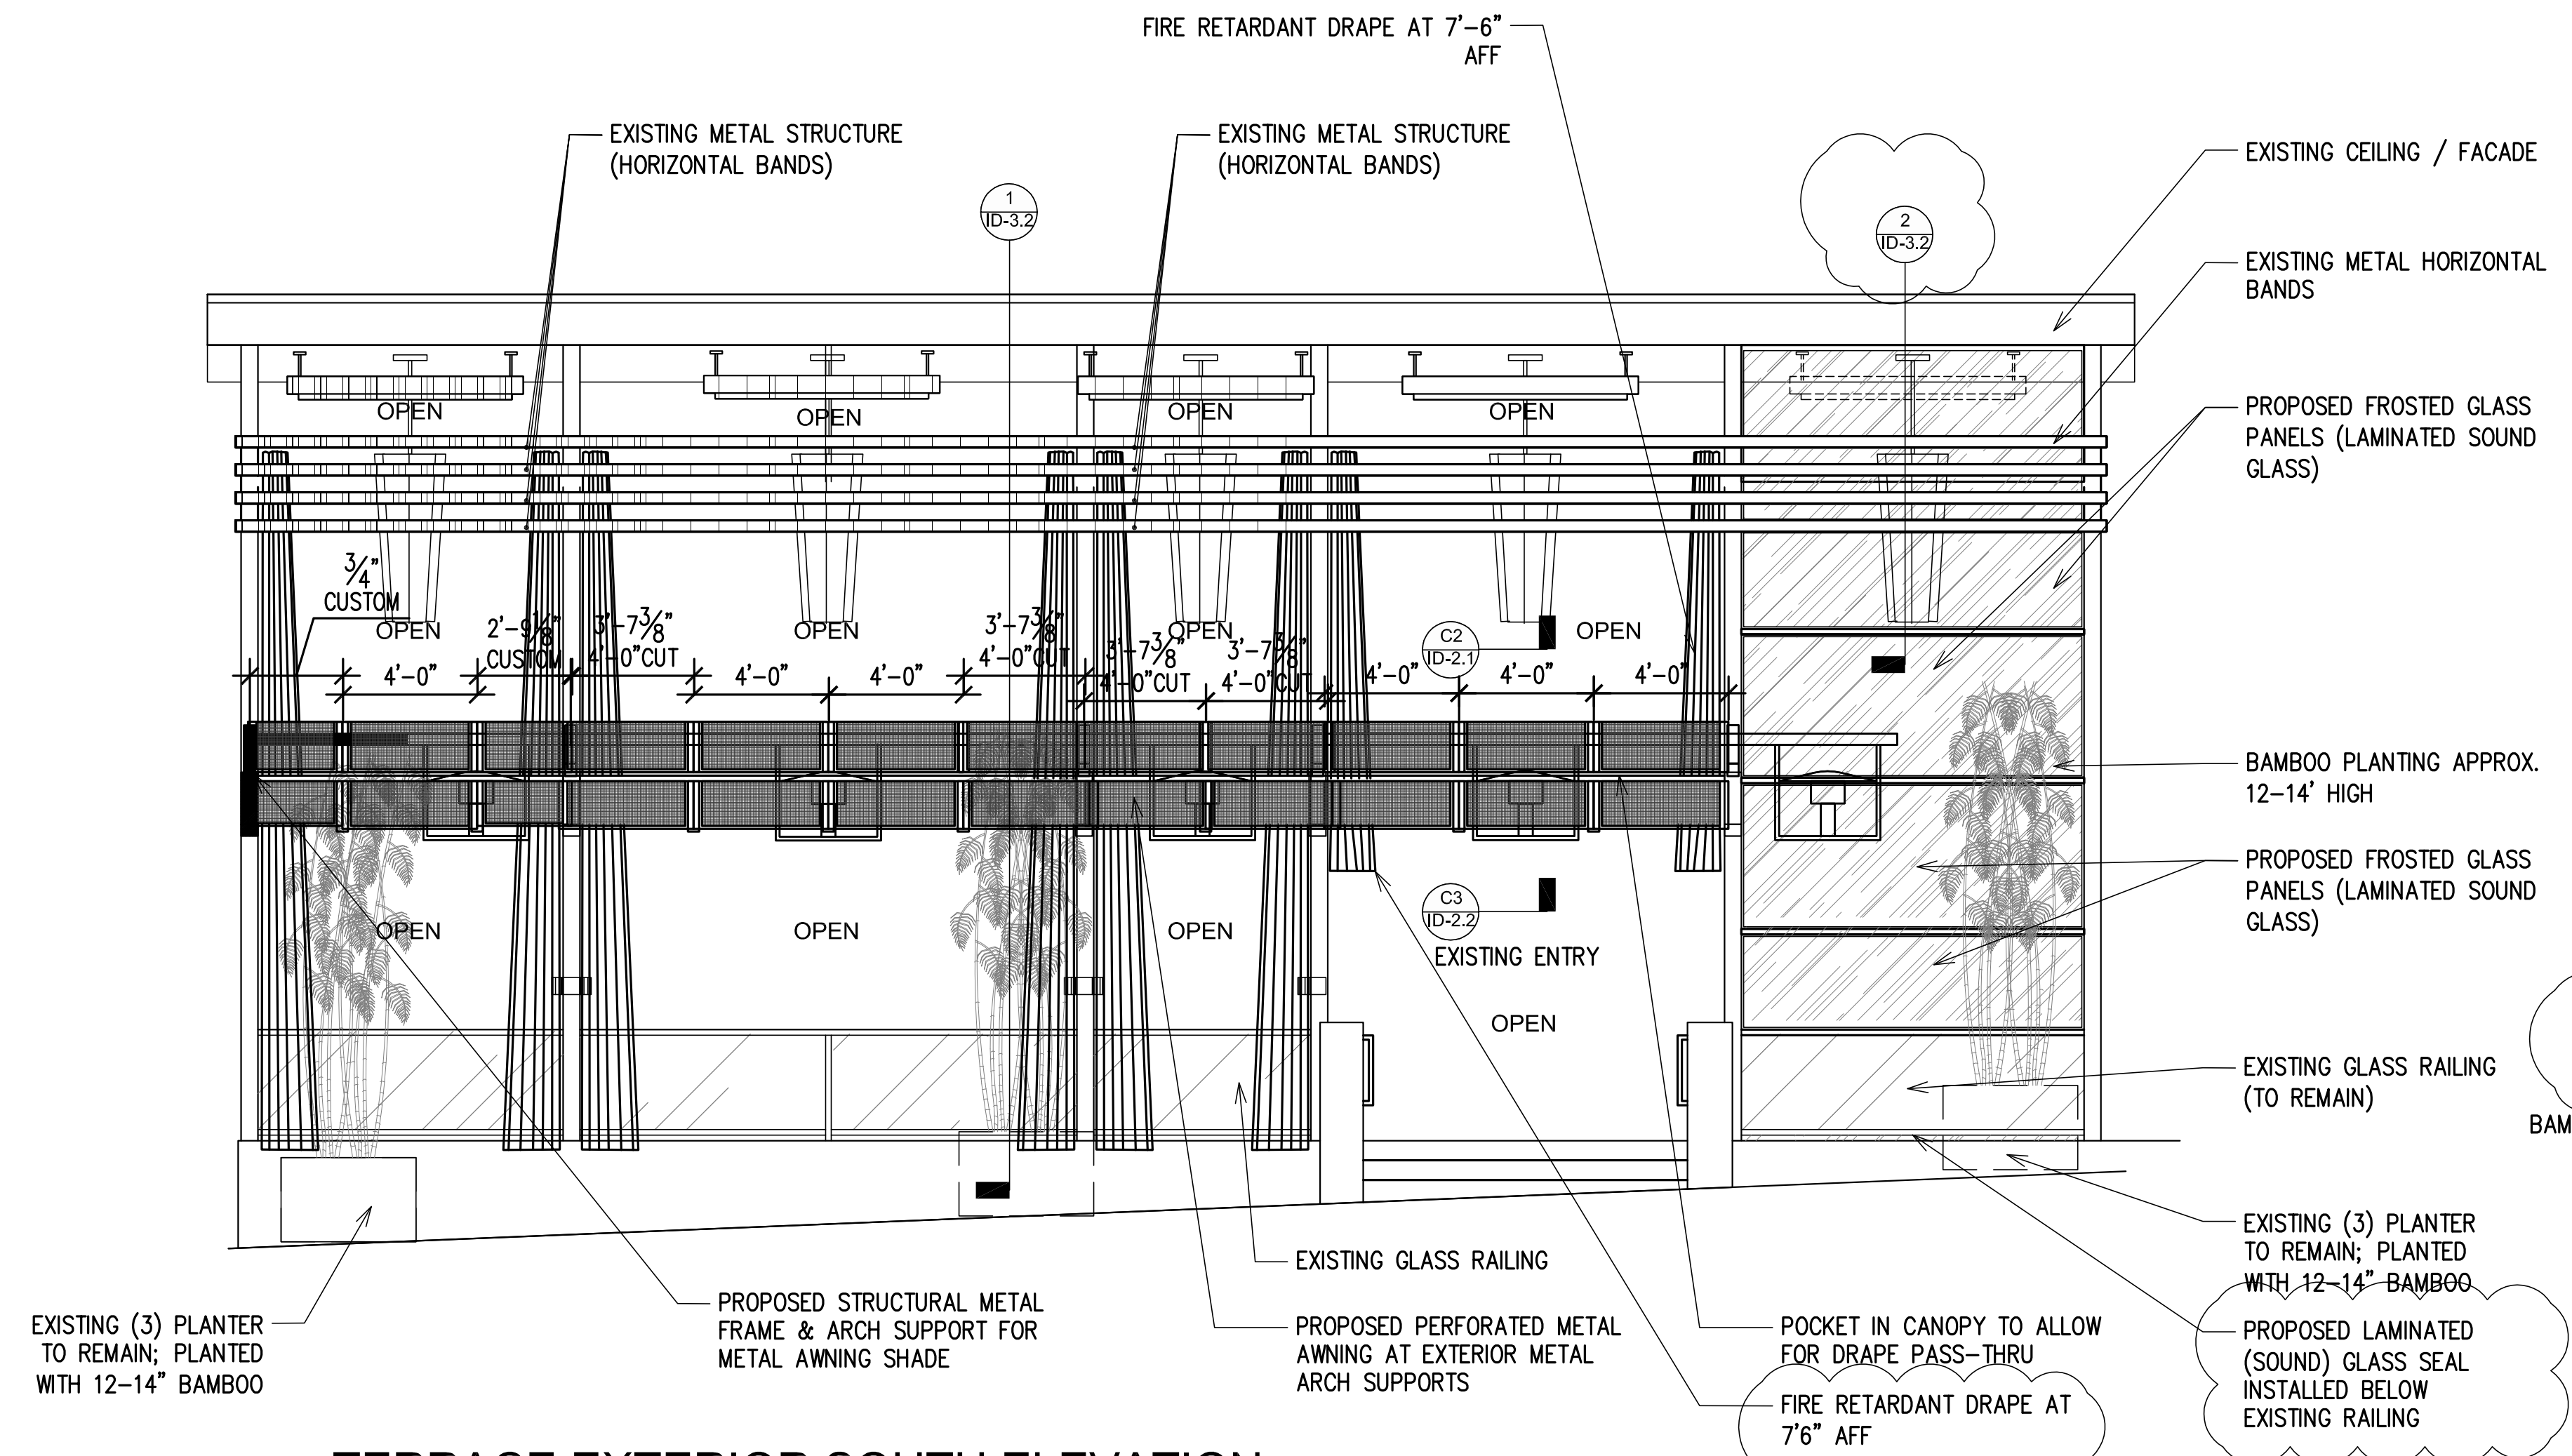 FIRE RETARDANT DRAPE AT 7'-6"
AFF
EXISTING METAL STRUCTURE
(HORIZONTAL BANDS)
EXISTING METAL STRUCTURE
(HORIZONTAL BANDS)
1
ID-3.2
2
ID-3.2
EXISTING CEILING / FACADE
EXISTING METAL HORIZONTAL
BANDS
PROPOSED FROSTED GLASS
PANELS (LAMINATED SOUND
GLASS)
OPEN
OPEN
OPEN
OPEN
3/4"
CUSTOM
OPEN
OPEN
OPEN
OPEN
2'-9 1/8"
CUSTOM
3'-7 3/8"
4'-0"CUT
3'-7 3/8"
4'-0"CUT
3'-7 3/8"
4'-0"CUT
3'-7 3/8"
4'-0"CUT
C2
ID-2.1
4'-0"
4'-0"
4'-0"
4'-0"
4'-0"
4'-0"
BAMBOO PLANTING APPROX.
12-14' HIGH
PROPOSED FROSTED GLASS
PANELS (LAMINATED SOUND
GLASS)
C3
ID-2.2
EXISTING ENTRY
OPEN
OPEN
OPEN
OPEN
EXISTING GLASS RAILING
(TO REMAIN)
BAM
EXISTING (3) PLANTER
TO REMAIN; PLANTED
WITH 12-14" BAMBOO
EXISTING GLASS RAILING
EXISTING (3) PLANTER
TO REMAIN; PLANTED
WITH 12-14" BAMBOO
PROPOSED STRUCTURAL METAL
FRAME & ARCH SUPPORT FOR
METAL AWNING SHADE
PROPOSED PERFORATED METAL
AWNING AT EXTERIOR METAL
ARCH SUPPORTS
POCKET IN CANOPY TO ALLOW
FOR DRAPE PASS-THRU
PROPOSED LAMINATED
(SOUND) GLASS SEAL
INSTALLED BELOW
EXISTING RAILING
FIRE RETARDANT DRAPE AT
7'6" AFF
TERRACE EXTERIOR SOUTH ELEVATION